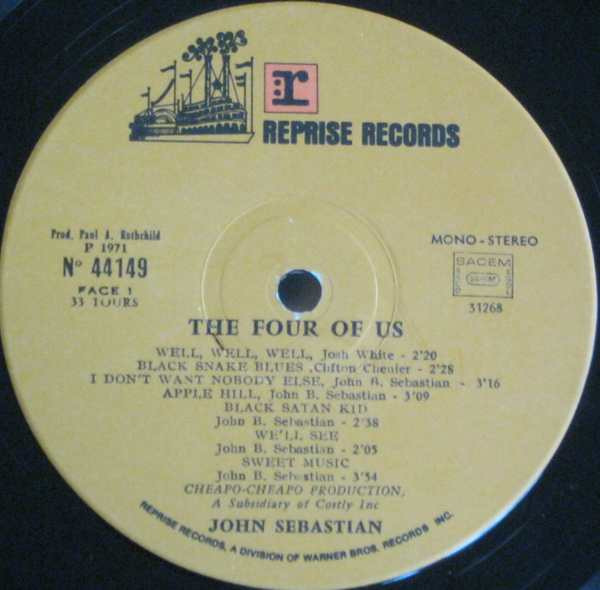 r
REPRISE RECORDS
Prod. Paul A. Rothchild
P 1971
N° 44149
FACE 1
33 TOURS
MONO - STEREO
SACEM
31268
THE FOUR OF US
WELL, WELL, WELL, Josh White - 2'20
BLACK SNAKE BLUES .Clifton Chenier - 2'28
I DON'T WANT NOBODY ELSE, John B. Sebastian - 3'16
APPLE HILL, John B. Sebastian - 3'09
BLACK SATAN KID
John B. Sebastian - 2'38
WE'LL SEE
John B. Sebastian - 2'05
SWEET MUSIC
John B. Sebastian - 3'54
CHEAPO-CHEAPO PRODUCTION,
A Subsidiary of Costly Inc
JOHN SEBASTIAN
REPRISE RECORDS, A DIVISION OF WARNER BROS. RECORDS INC.